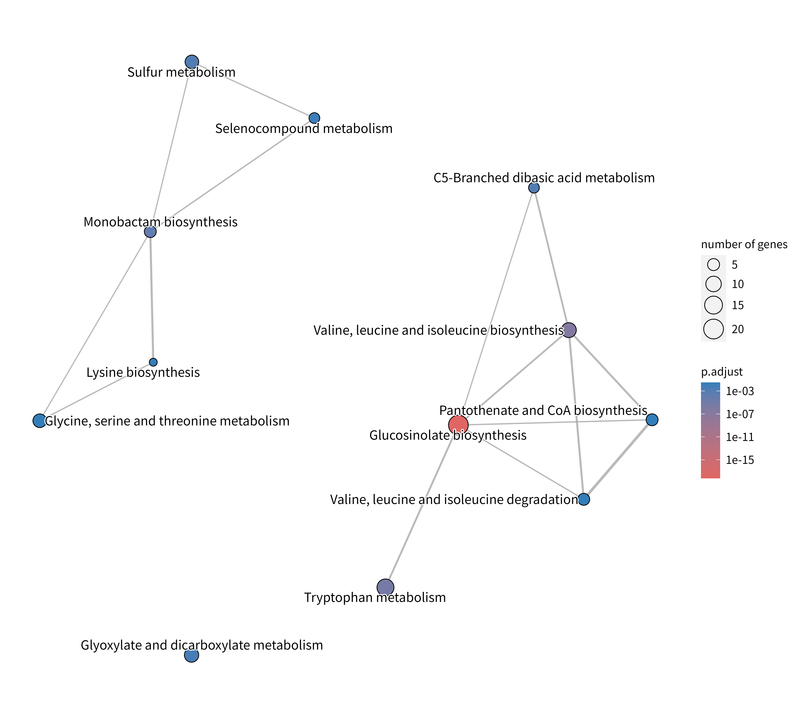 Sulfur metabolism
Selenocompound metabolism
C5-Branched dibasic acid metabolism
Monobactam biosynthesis
number of genes
5
10
15
20
Valine, leucine and isoleucine biosynthesis
Lysine biosynthesis
p.adjust
1e-03
1e-07
1e-11
1e-15
Pantothenate and CoA biosynthesis
Glycine, serine and threonine metabolism
Glucosinolate biosynthesis
Valine, leucine and isoleucine degradation
Tryptophan metabolism
Glyoxylate and dicarboxylate metabolism